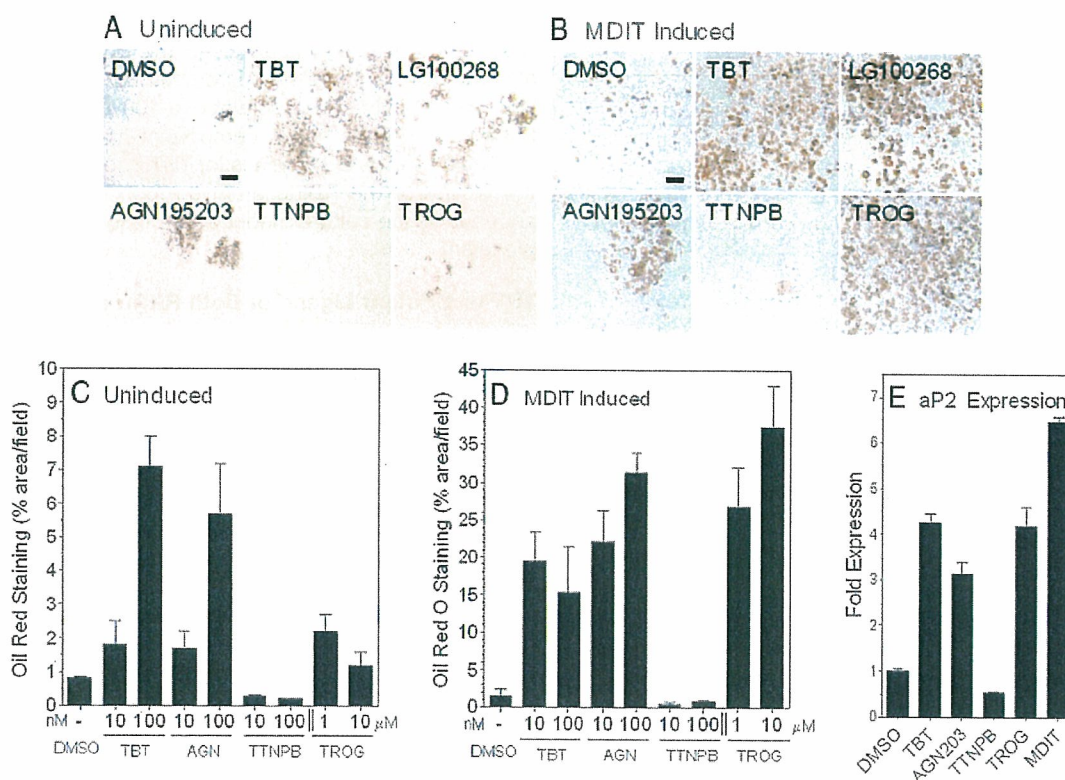 A Uninduced
DMSO TBT LG100268
AGN195203 TTNPB TROG
B MDIT Induced
DMSO TBT LG100268
AGN195203 TTNPB TROG
C Uninduced
Oil Red Staining (% area/field)
10
9
8
7
6
5
4
3
2
1
0
nM - 10 100 10 100 10 100 1 10 μM
DMSO TBT AGN TTNPB TROG
D MDIT Induced
Oil Red O Staining (% area/field)
45
40
35
30
25
20
15
10
5
0
nM - 10 100 10 100 10 100 1 10 μM
DMSO TBT AGN TTNPB TROG
E aP2 Expression
Fold Expression
7
6
5
4
3
2
1
0
DMSO
TBT
AGN203
TTNPB
TROG
MDIT